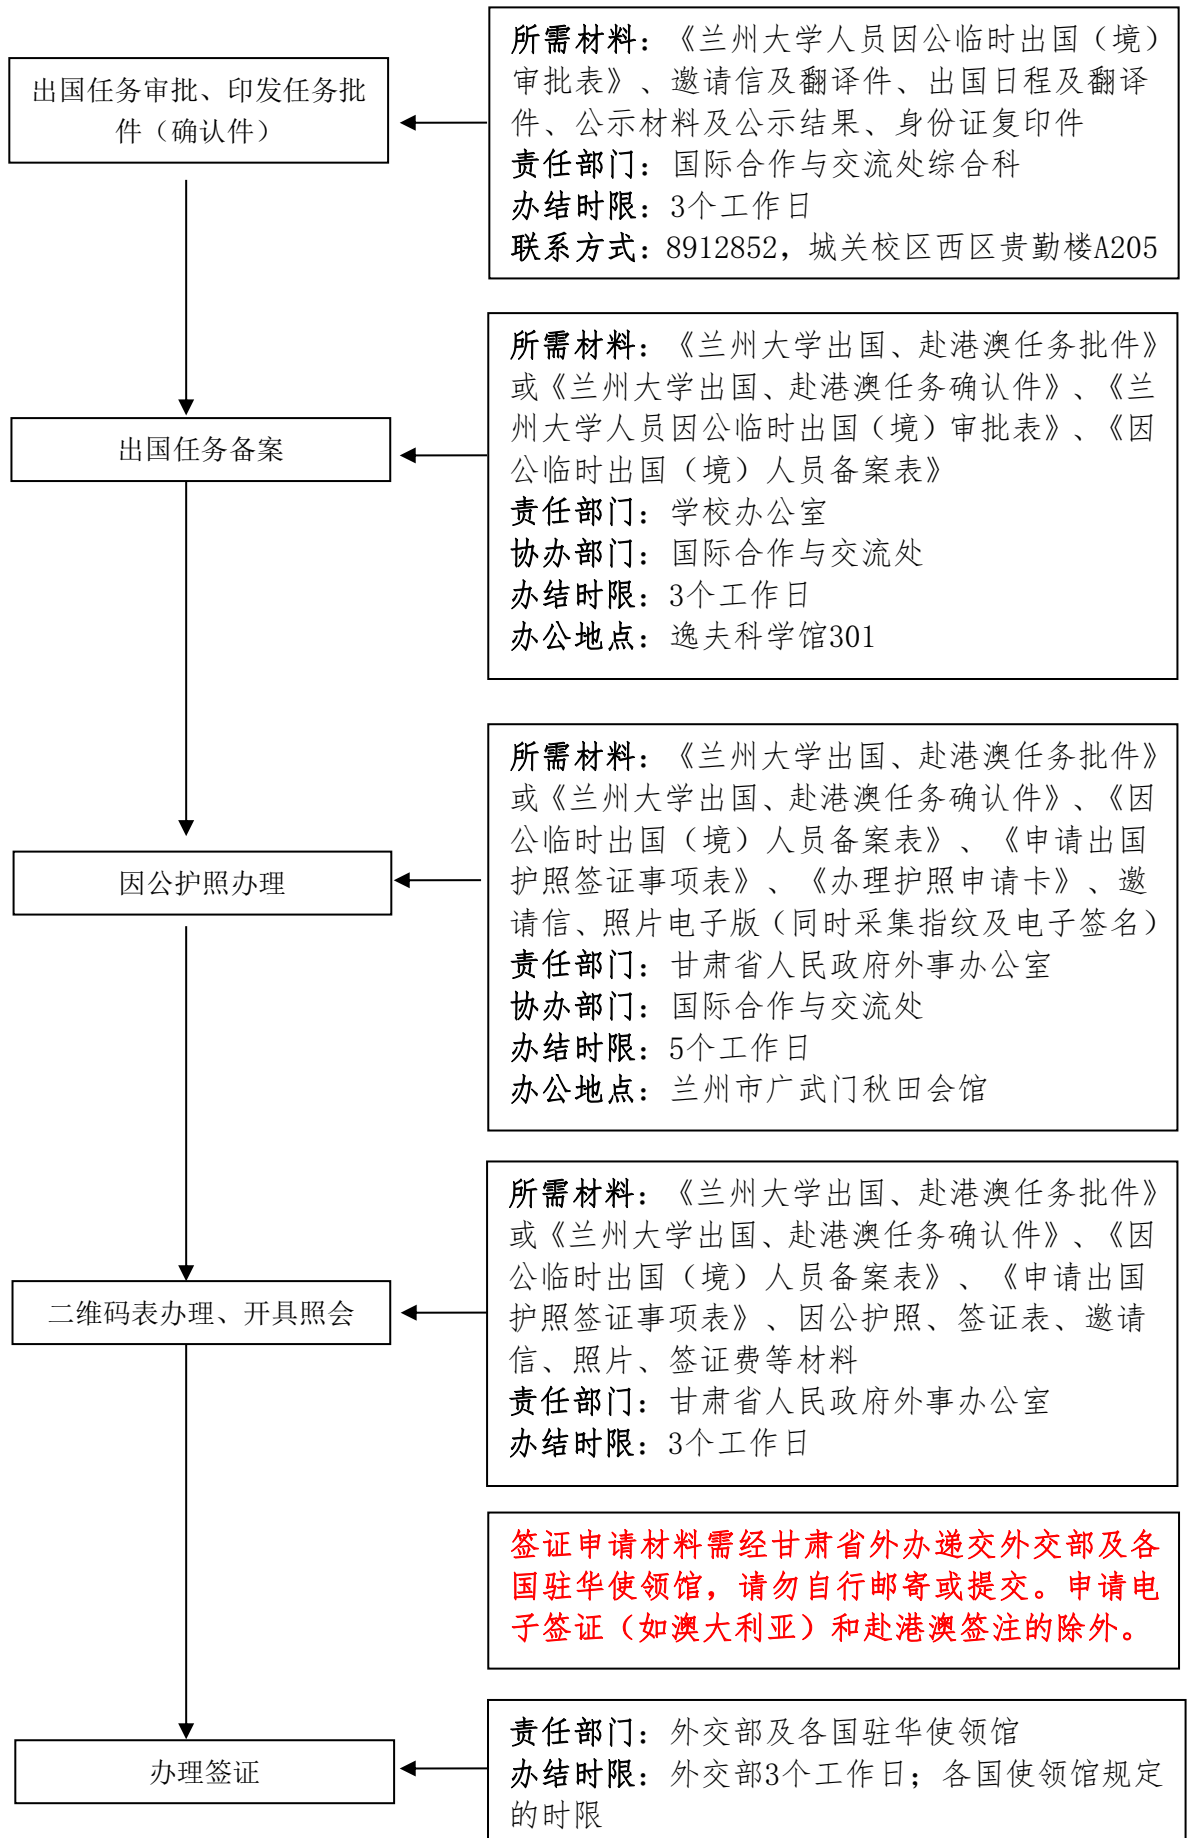 出国任务审批、印发任务批
件（确认件）
所需材料：《兰州大学人员因公临时出国（境）
审批表》、邀请信及翻译件、出国日程及翻译
件、公示材料及公示结果、身份证复印件
责任部门：国际合作与交流处综合科
办结时限：3个工作日
联系方式：8912852，城关校区西区贵勤楼A205
出国任务备案
所需材料：《兰州大学出国、赴港澳任务批件》
或《兰州大学出国、赴港澳任务确认件》、《兰
州大学人员因公临时出国（境）审批表》、《因
公临时出国（境）人员备案表》
责任部门：学校办公室
协办部门：国际合作与交流处
办结时限：3个工作日
办公地点：逸夫科学馆301
因公护照办理
所需材料：《兰州大学出国、赴港澳任务批件》
或《兰州大学出国、赴港澳任务确认件》、《因
公临时出国（境）人员备案表》、《申请出国
护照签证事项表》、《办理护照申请卡》、邀
请信、照片电子版（同时采集指纹及电子签名）
责任部门：甘肃省人民政府外事办公室
协办部门：国际合作与交流处
办结时限：5个工作日
办公地点：兰州市广武门秋田会馆
二维码表办理、开具照会
所需材料：《兰州大学出国、赴港澳任务批件》
或《兰州大学出国、赴港澳任务确认件》、《因
公临时出国（境）人员备案表》、《申请出国
护照签证事项表》、因公护照、签证表、邀请
信、照片、签证费等材料
责任部门：甘肃省人民政府外事办公室
办结时限：3个工作日
签证申请材料需经甘肃省外办递交外交部及各
国驻华使领馆，请勿自行邮寄或提交。申请电
子签证（如澳大利亚）和赴港澳签注的除外。
办理签证
责任部门：外交部及各国驻华使领馆
办结时限：外交部3个工作日；各国使领馆规定
的时限